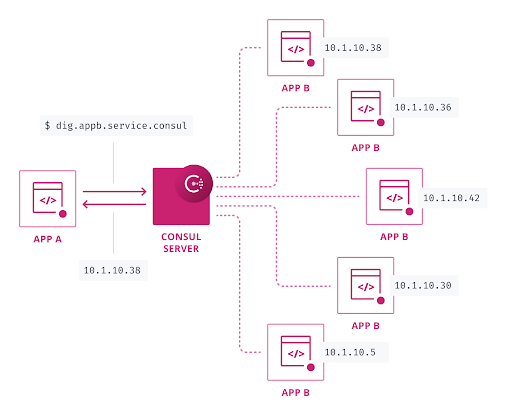 10.1.10.38
APP B
10.1.10.36
$ dig.appb.service.consul
APP B
10.1.10.42
APP A
CONSUL
SERVER
APP B
10.1.10.38
10.1.10.30
APP B
10.1.10.5
APP B